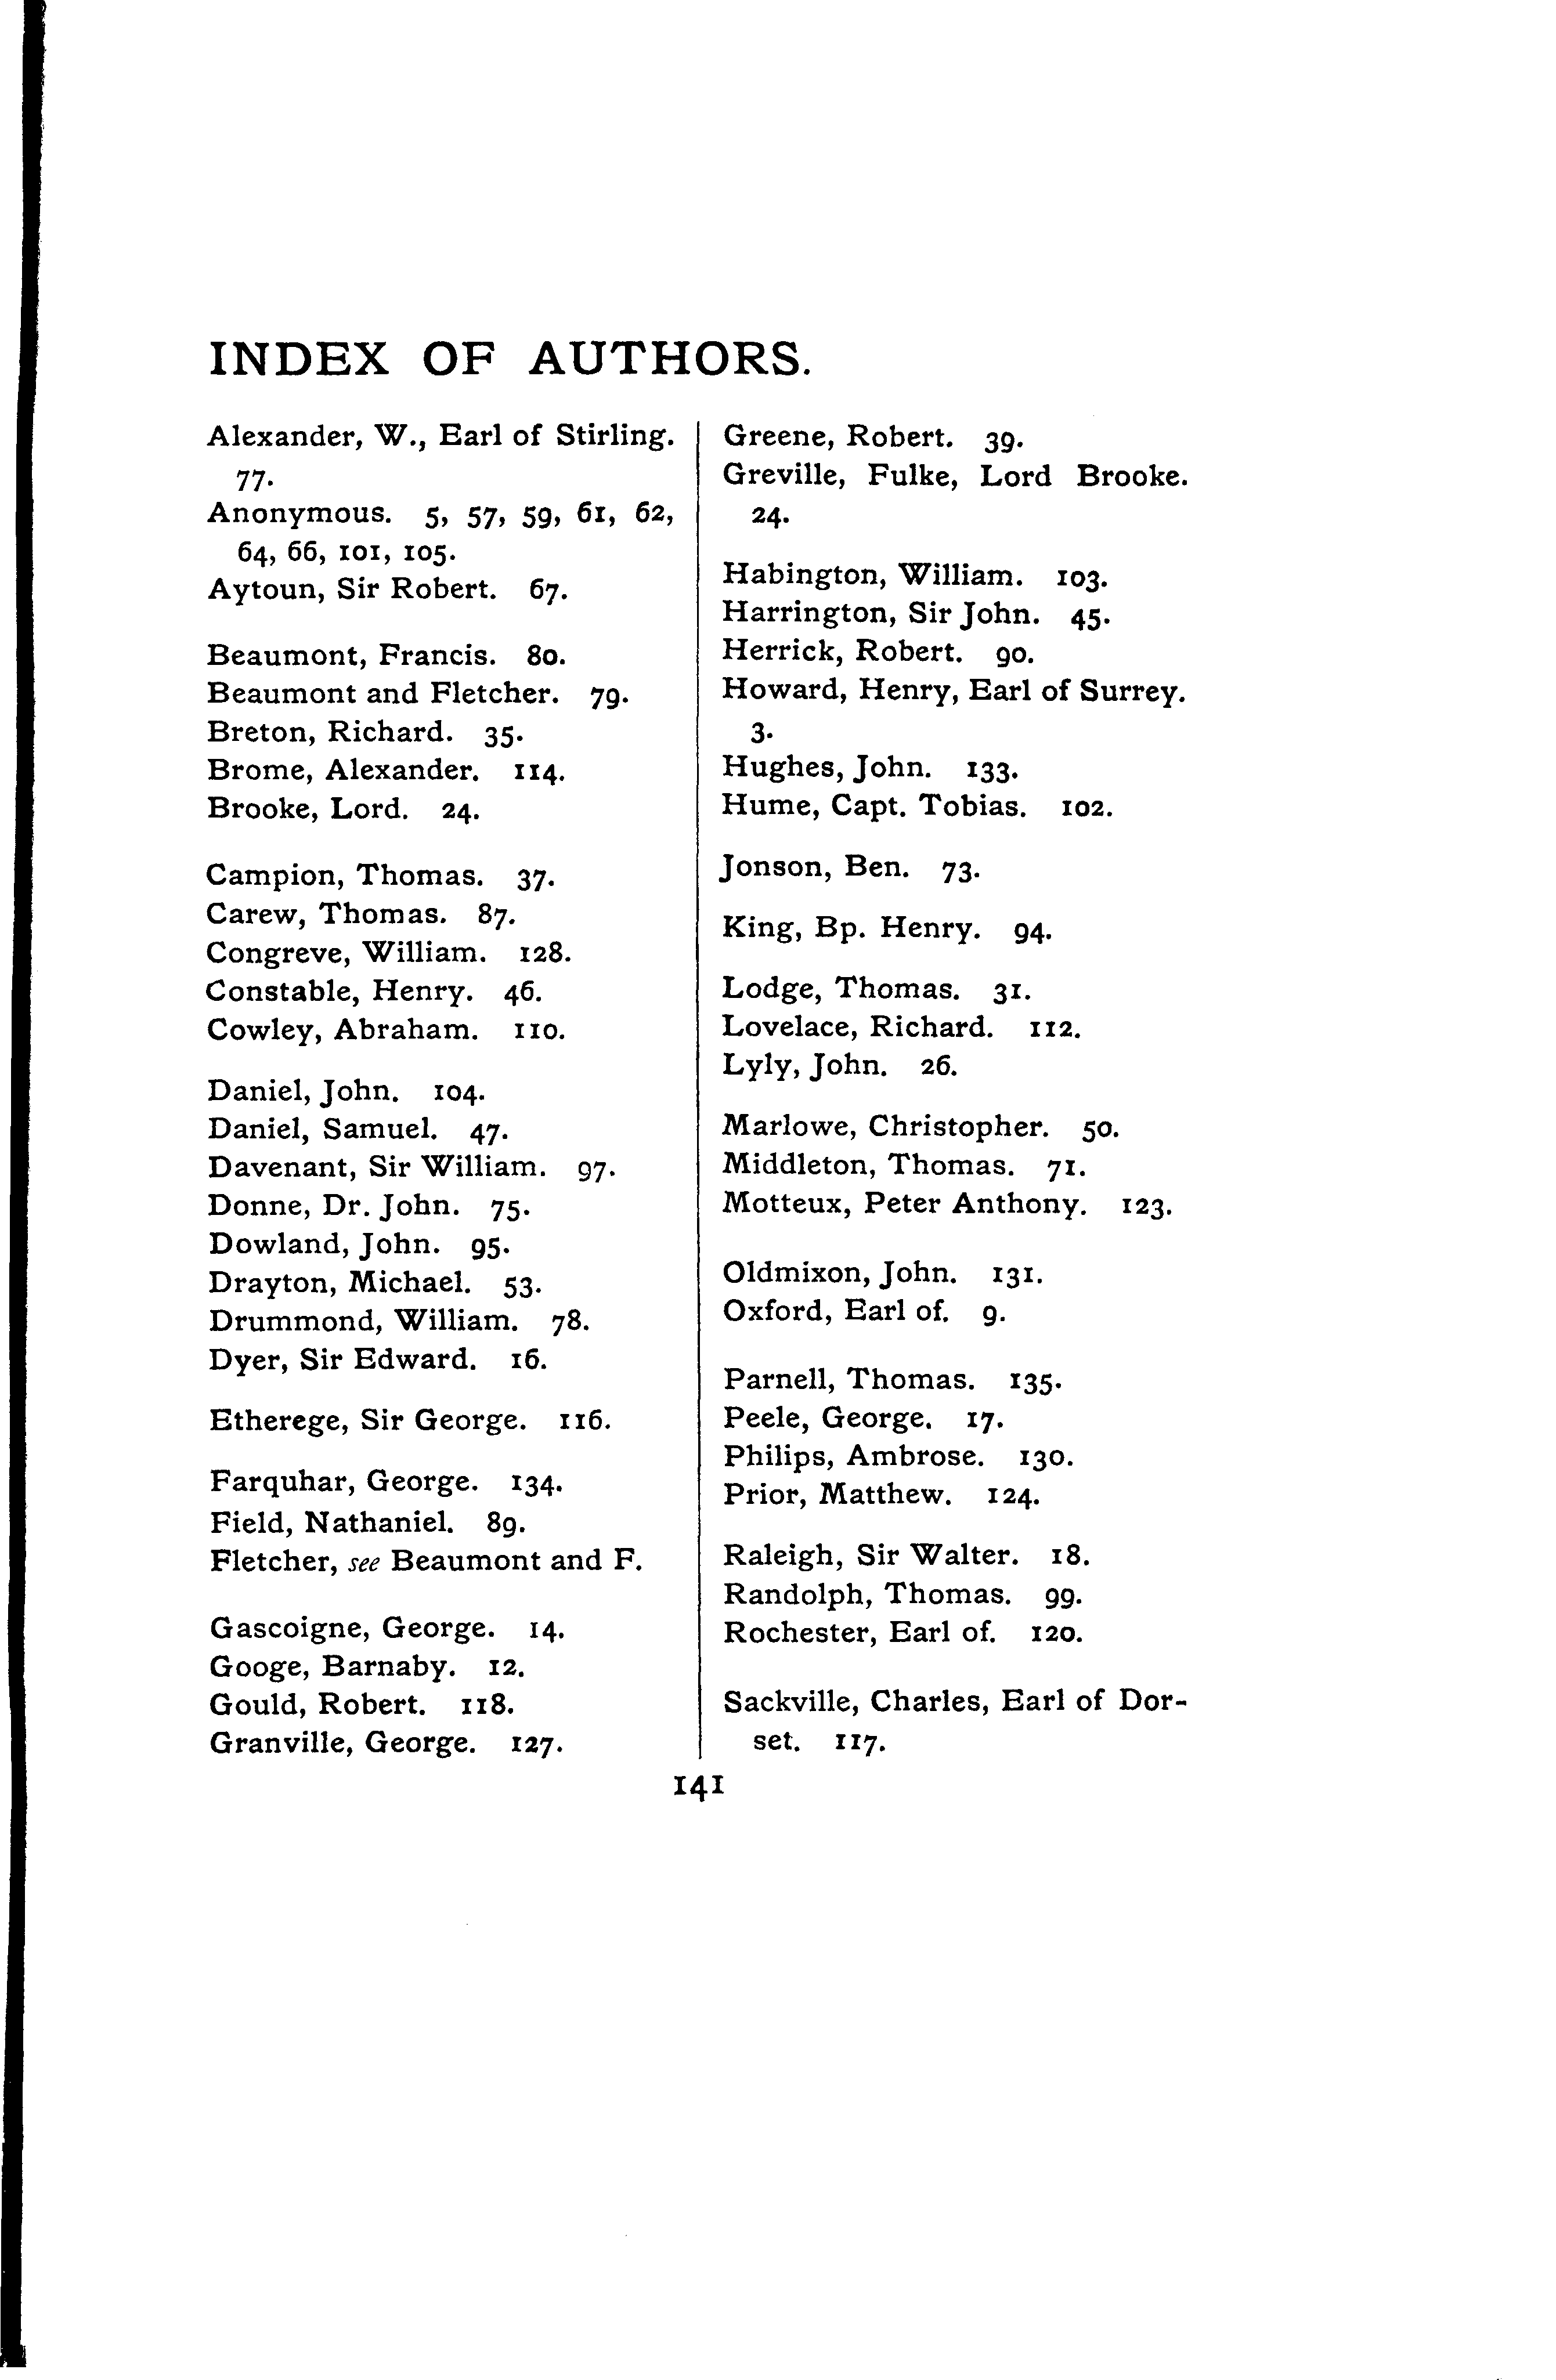 INDEX OF AUTHORS.
Alexander, W., Earl of Stirling.
77.
Anonymous. 5, 57, 59, 61, 62,
64, 66, 101, 105.
Aytoun, Sir Robert. 67.
Beaumont, Francis. 80.
Beaumont and Fletcher. 79.
Breton, Richard. 35.
Brome, Alexander. 114.
Brooke, Lord. 24.
Campion, Thomas. 37.
Carew, Thomas. 87.
Congreve, William. 128.
Constable, Henry. 46.
Cowley, Abraham. 110.
Daniel, John. 104.
Daniel, Samuel. 47.
Davenant, Sir William. 97.
Donne, Dr. John. 75.
Dowland, John. 95.
Drayton, Michael. 53.
Drummond, William. 78.
Dyer, Sir Edward. 16.
Etherege, Sir George. 116.
Farquhar, George. 134.
Field, Nathaniel. 89.
Fletcher, see Beaumont and F.
Gascoigne, George. 14.
Googe, Barnaby. 12.
Gould, Robert. 118.
Granville, George. 127.
Greene, Robert. 39.
Greville, Fulke, Lord Brooke.
24.
Habington, William. 103.
Harrington, Sir John. 45.
Herrick, Robert. 90.
Howard, Henry, Earl of Surrey.
3.
Hughes, John. 133.
Hume, Capt. Tobias. 102.
Jonson, Ben. 73.
King, Bp. Henry. 94.
Lodge, Thomas. 31.
Lovelace, Richard. 112.
Lyly, John. 26.
Marlowe, Christopher. 50.
Middleton, Thomas. 71.
Motteux, Peter Anthony. 123.
Oldmixon, John. 131.
Oxford, Earl of. 9.
Parnell, Thomas. 135.
Peele, George. 17.
Philips, Ambrose. 130.
Prior, Matthew. 124.
Raleigh, Sir Walter. 18.
Randolph, Thomas. 99.
Rochester, Earl of. 120.
Sackville, Charles, Earl of Dor-
set. 117.
141